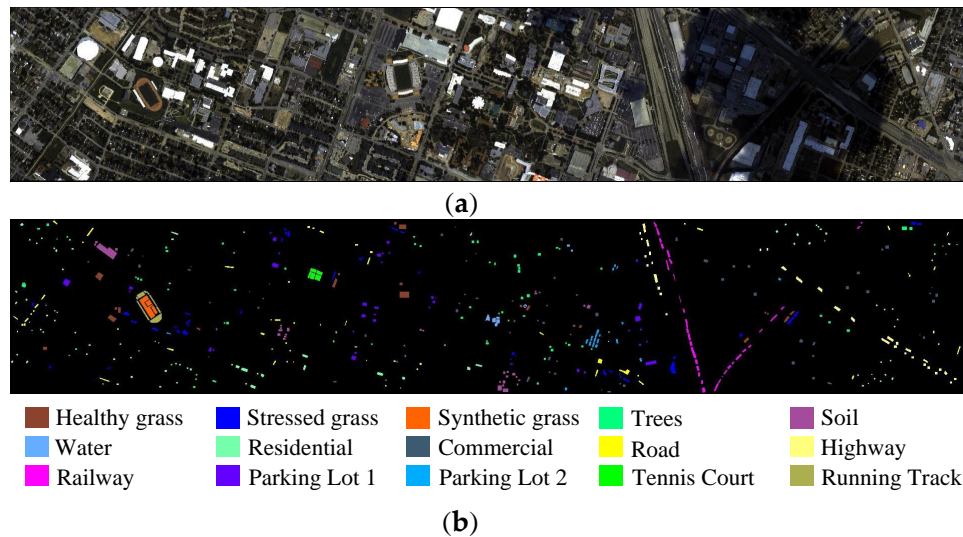 (a)
Healthy grass Stressed grass Synthetic grass Trees Soil
Water Residential Commercial Road Highway
Railway Parking Lot 1 Parking Lot 2 Tennis Court Running Track
(b)